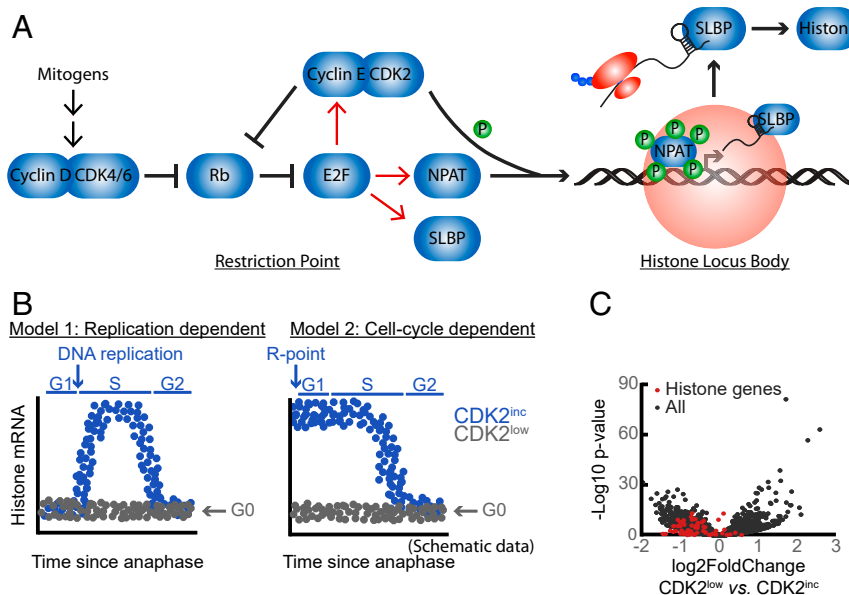 A
Mitogens
Cyclin D CDK4/6
Rb
Cyclin E CDK2
E2F
NPAT
SLBP
P
Restriction Point
SLBP
Histon
SLBP
P
P
P
P
P
NPAT
Histone Locus Body
B
Model 1: Replication dependent
DNA replication
G1
S
G2
Histone mRNA
G0
Time since anaphase
Model 2: Cell-cycle dependent
R-point
G1
S
G2
CDK2inc
CDK2low
G0
(Schematic data)
Time since anaphase
C
Histone genes
All
-Log10 p-value
90
60
30
0
-2
-1
0
1
2
3
log2FoldChange
CDK2low vs. CDK2inc